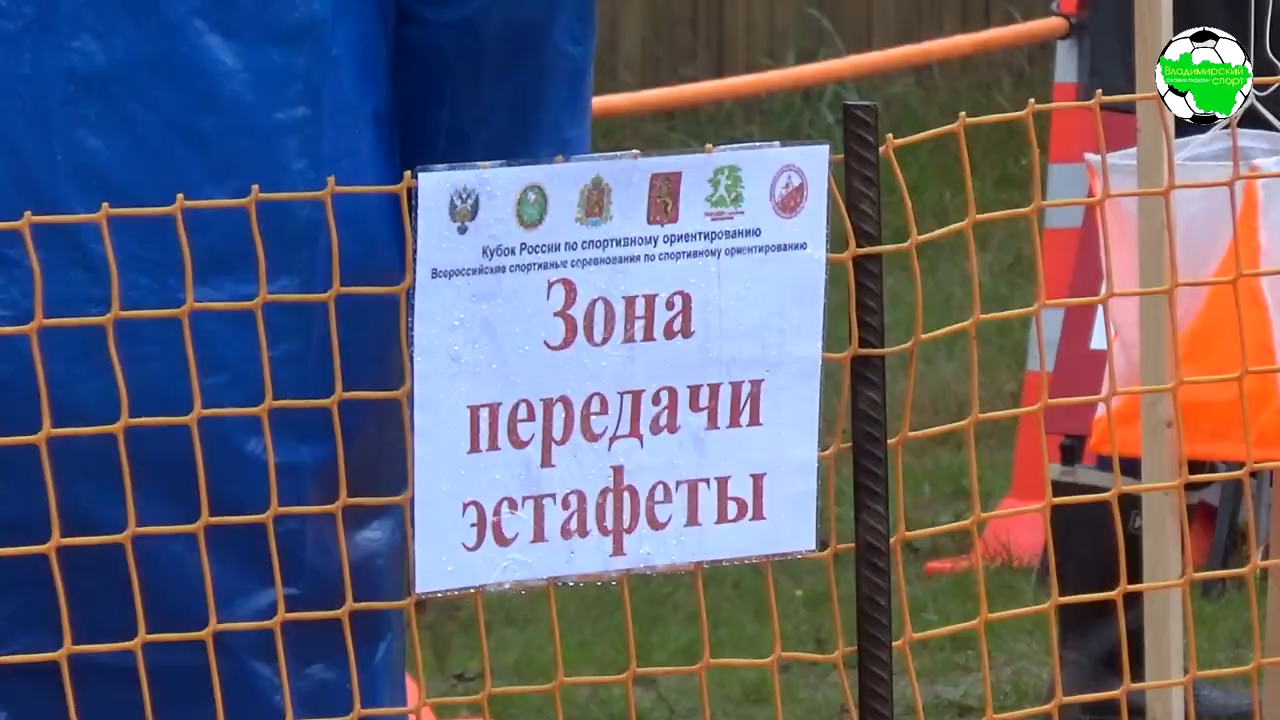 Владимирский
спорт
Кубок России по спортивному ориентированию
Всероссийские спортивные соревнования по спортивному ориентированию
Зона
передачи
эстафеты